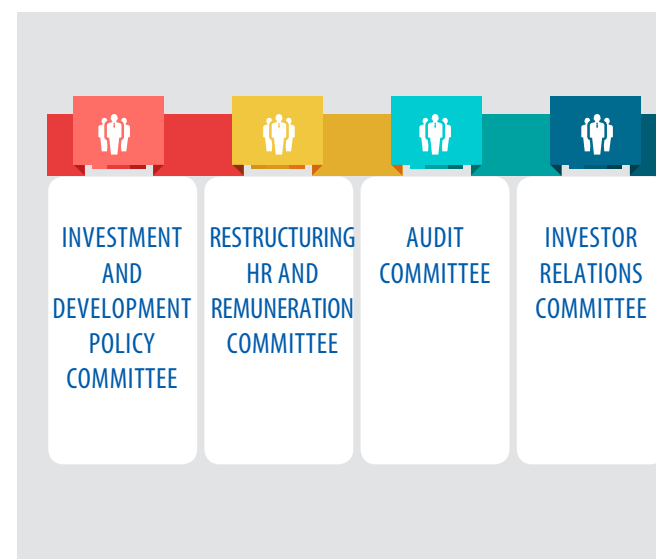 INVESTMENT
AND
DEVELOPMENT
POLICY
COMMITTEE
RESTRUCTURING
HR AND
REMUNERATION
COMMITTEE
AUDIT
COMMITTEE
INVESTOR
RELATIONS
COMMITTEE